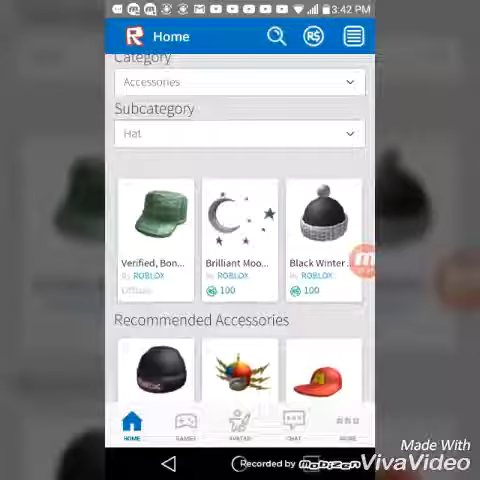 3:42 PM
R Home R$
Category
Accessories
Subcategory
Hat
Verified, Bon... Brilliant Moo... Black Winter
By ROBLOX By ROBLOX By ROBLOX
Offsale 100 100
Recommended Accessories
HOME GAMES AVATAR CHAT MORE
Made With
Recorded by Mobizen VivaVideo